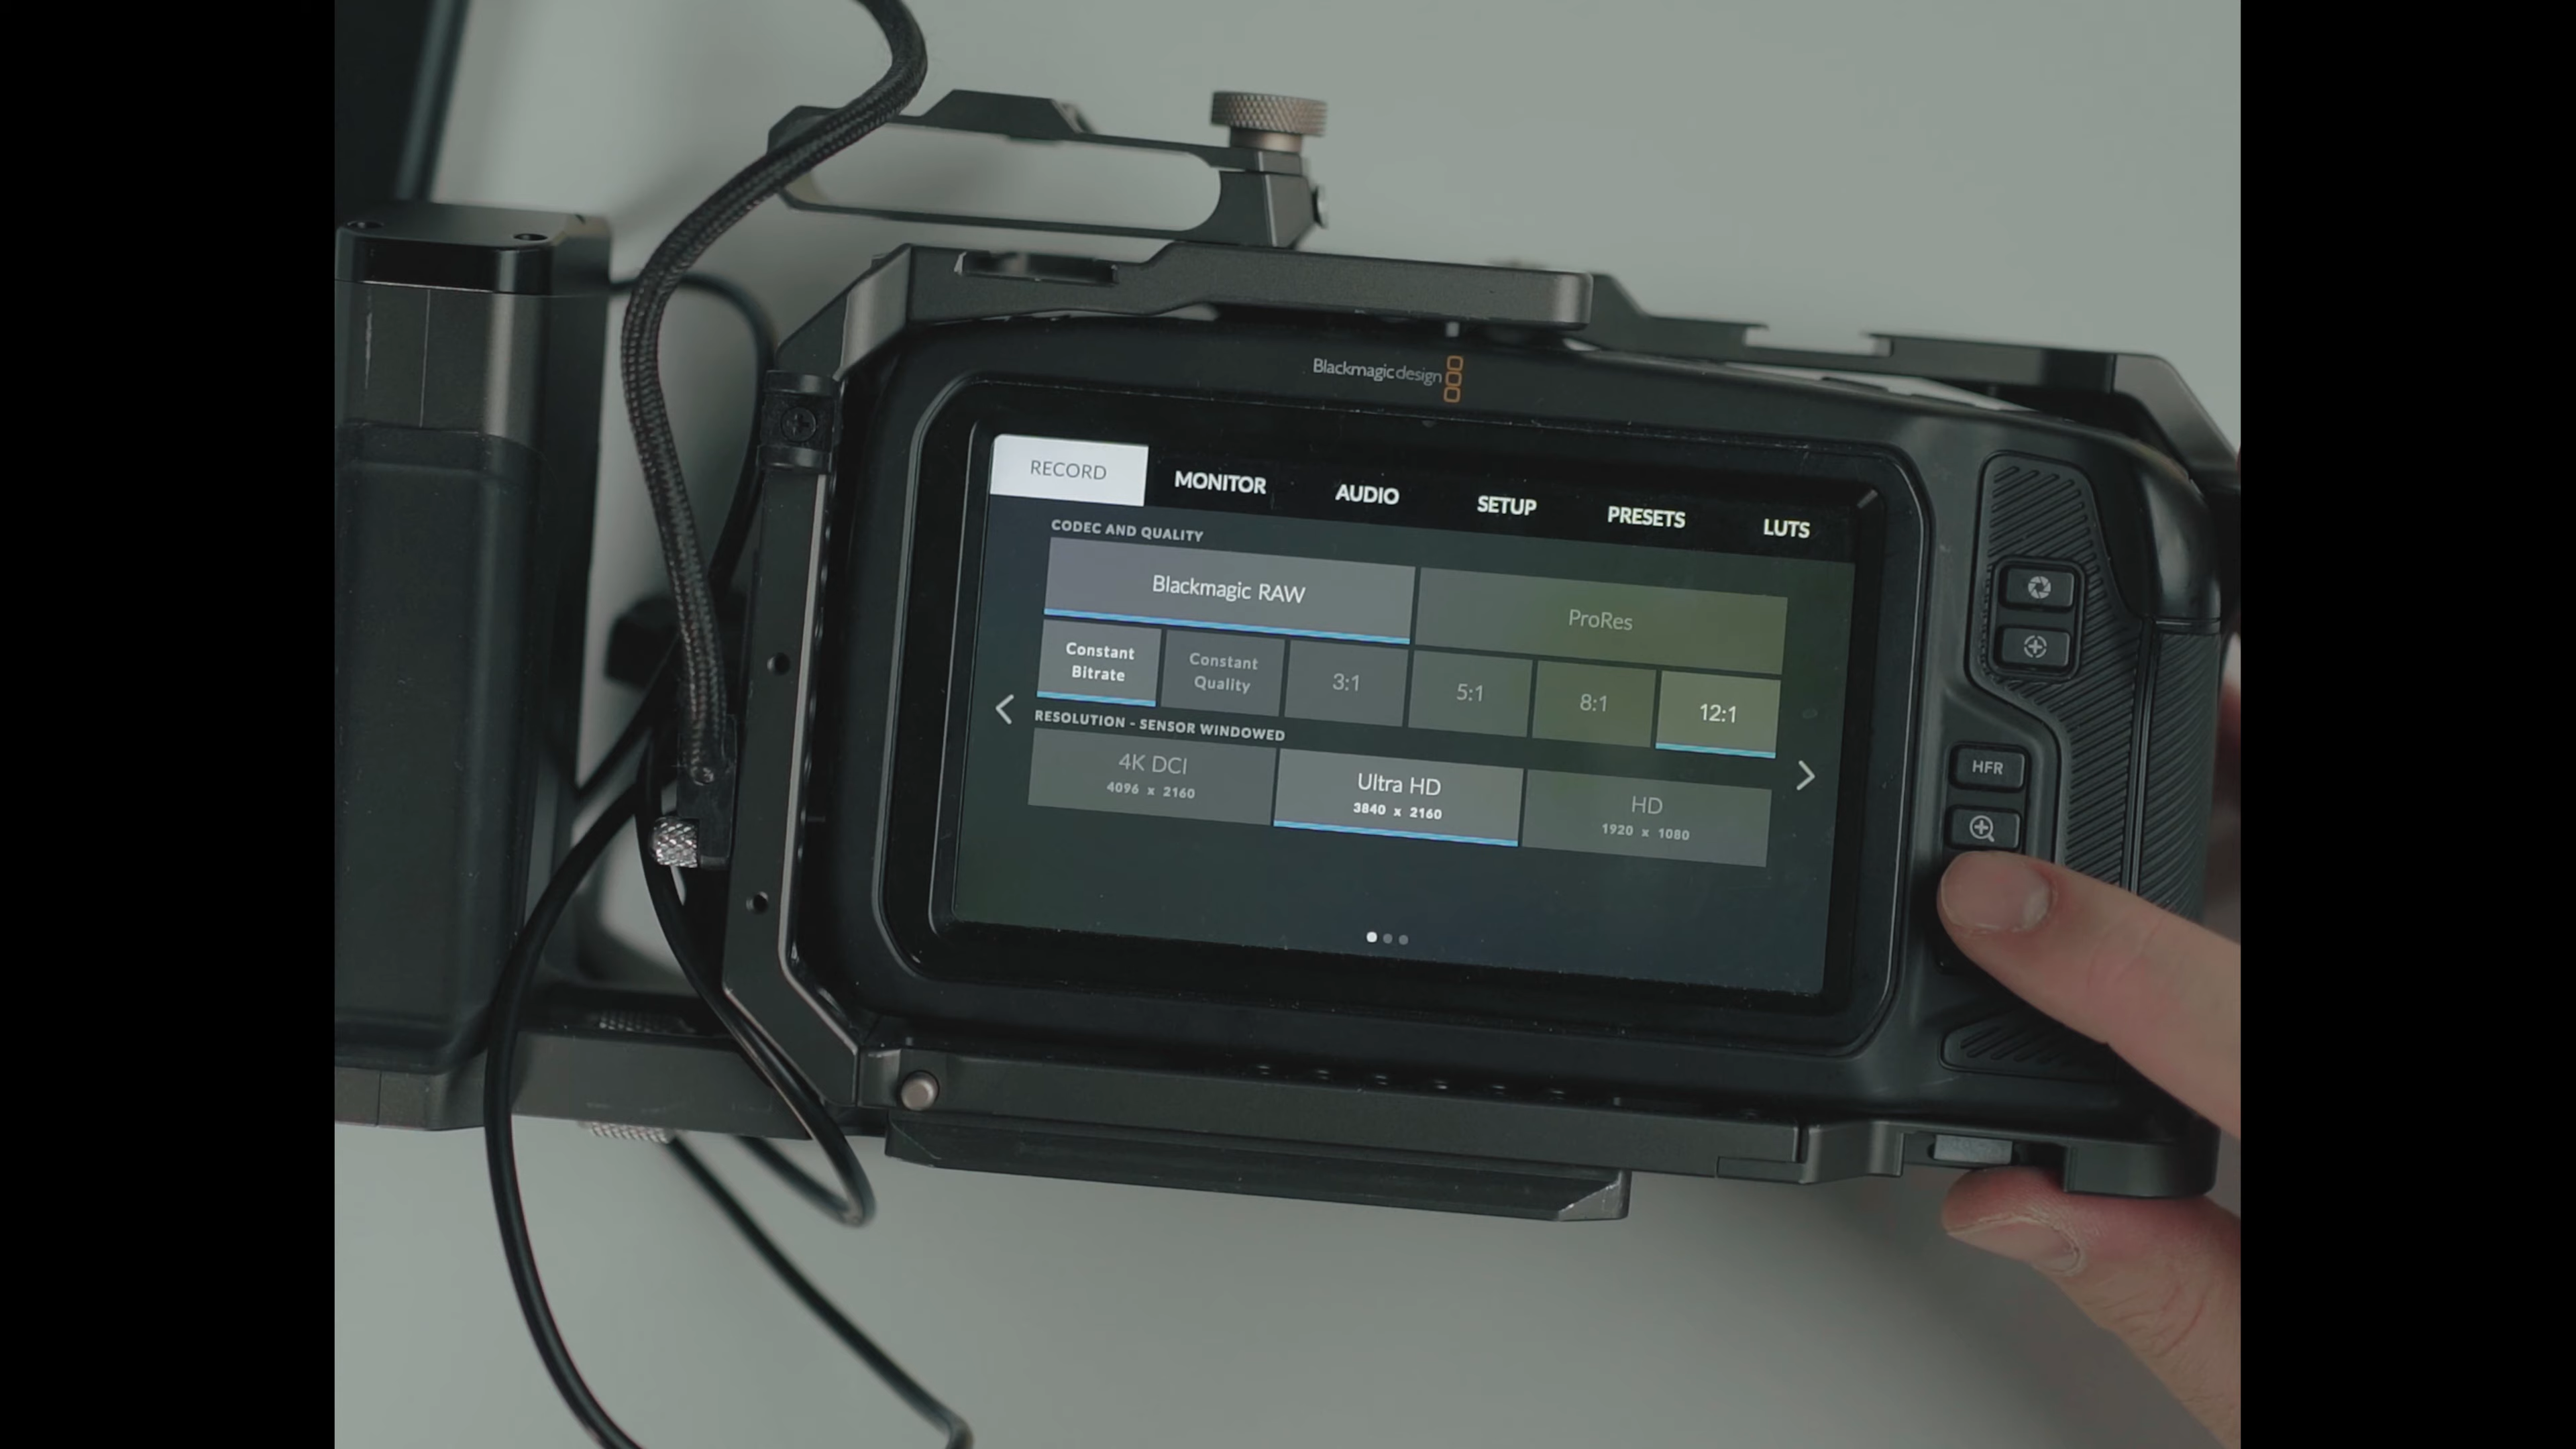 Blackmagicdesign
RECORD MONITOR AUDIO SETUP PRESETS LUTS
CODEC AND QUALITY
Blackmagic RAW ProRes
Constant Bitrate Constant Quality 3:1 5:1 8:1 12:1
RESOLUTION - SENSOR WINDOWED
4K DCI Ultra HD HD
4096 x 2160 3840 x 2160 1920 x 1080
HFR